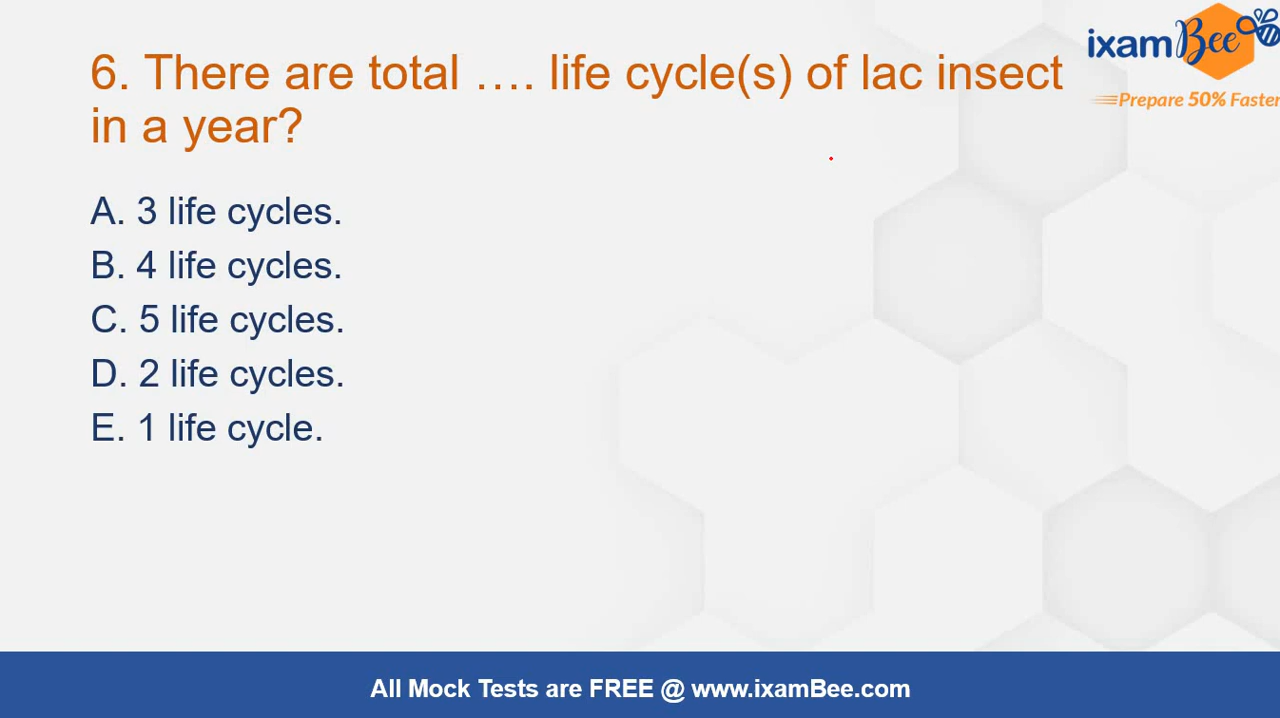 ixamBee
Prepare 50% Faster
6. There are total …. life cycle(s) of lac insect
in a year?
A. 3 life cycles.
B. 4 life cycles.
C. 5 life cycles.
D. 2 life cycles.
E. 1 life cycle.
All Mock Tests are FREE @ www.ixamBee.com